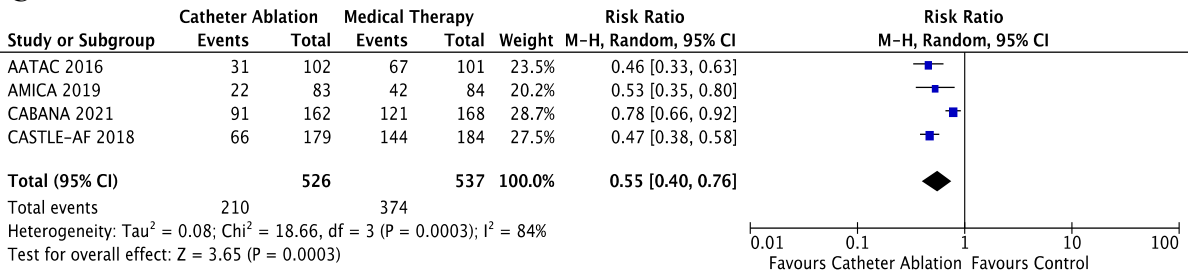 Catheter Ablation Medical Therapy Risk Ratio Risk Ratio
Study or Subgroup Events Total Events Total Weight M-H, Random, 95% CI M-H, Random, 95% CI
AATAC 2016 31 102 67 101 23.5% 0.46 [0.33, 0.63]
AMICA 2019 22 83 42 84 20.2% 0.53 [0.35, 0.80]
CABANA 2021 91 162 121 168 28.7% 0.78 [0.66, 0.92]
CASTLE-AF 2018 66 179 144 184 27.5% 0.47 [0.38, 0.58]
Total (95% CI) 526 537 100.0% 0.55 [0.40, 0.76]
Total events 210 374
Heterogeneity: Tau² = 0.08; Chi² = 18.66, df = 3 (P = 0.0003); I² = 84%
Test for overall effect: Z = 3.65 (P = 0.0003)
0.01 0.1 1 10 100
Favours Catheter Ablation Favours Control